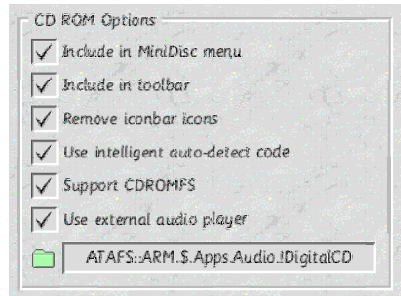 CD ROM Options
Include in MiniDisc menu
Include in toolbar
Remove iconbar icons
Use intelligent auto-detect code
Support CDROMFS
Use external audio player
ATAFS::ARM.$.Apps.Audio.!DigitalCD